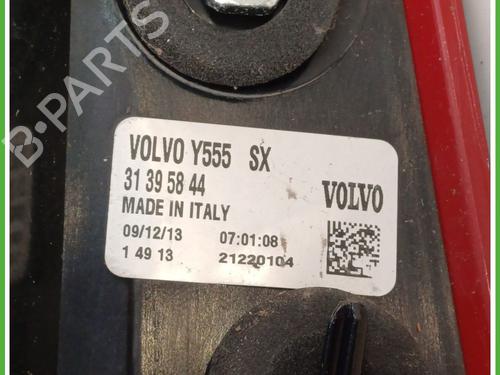 B-PARTS
VOLVO Y555 SX
31 39 58 44
MADE IN ITALY
VOLVO
09/12/13 07:01:08
1 49 13 21220104